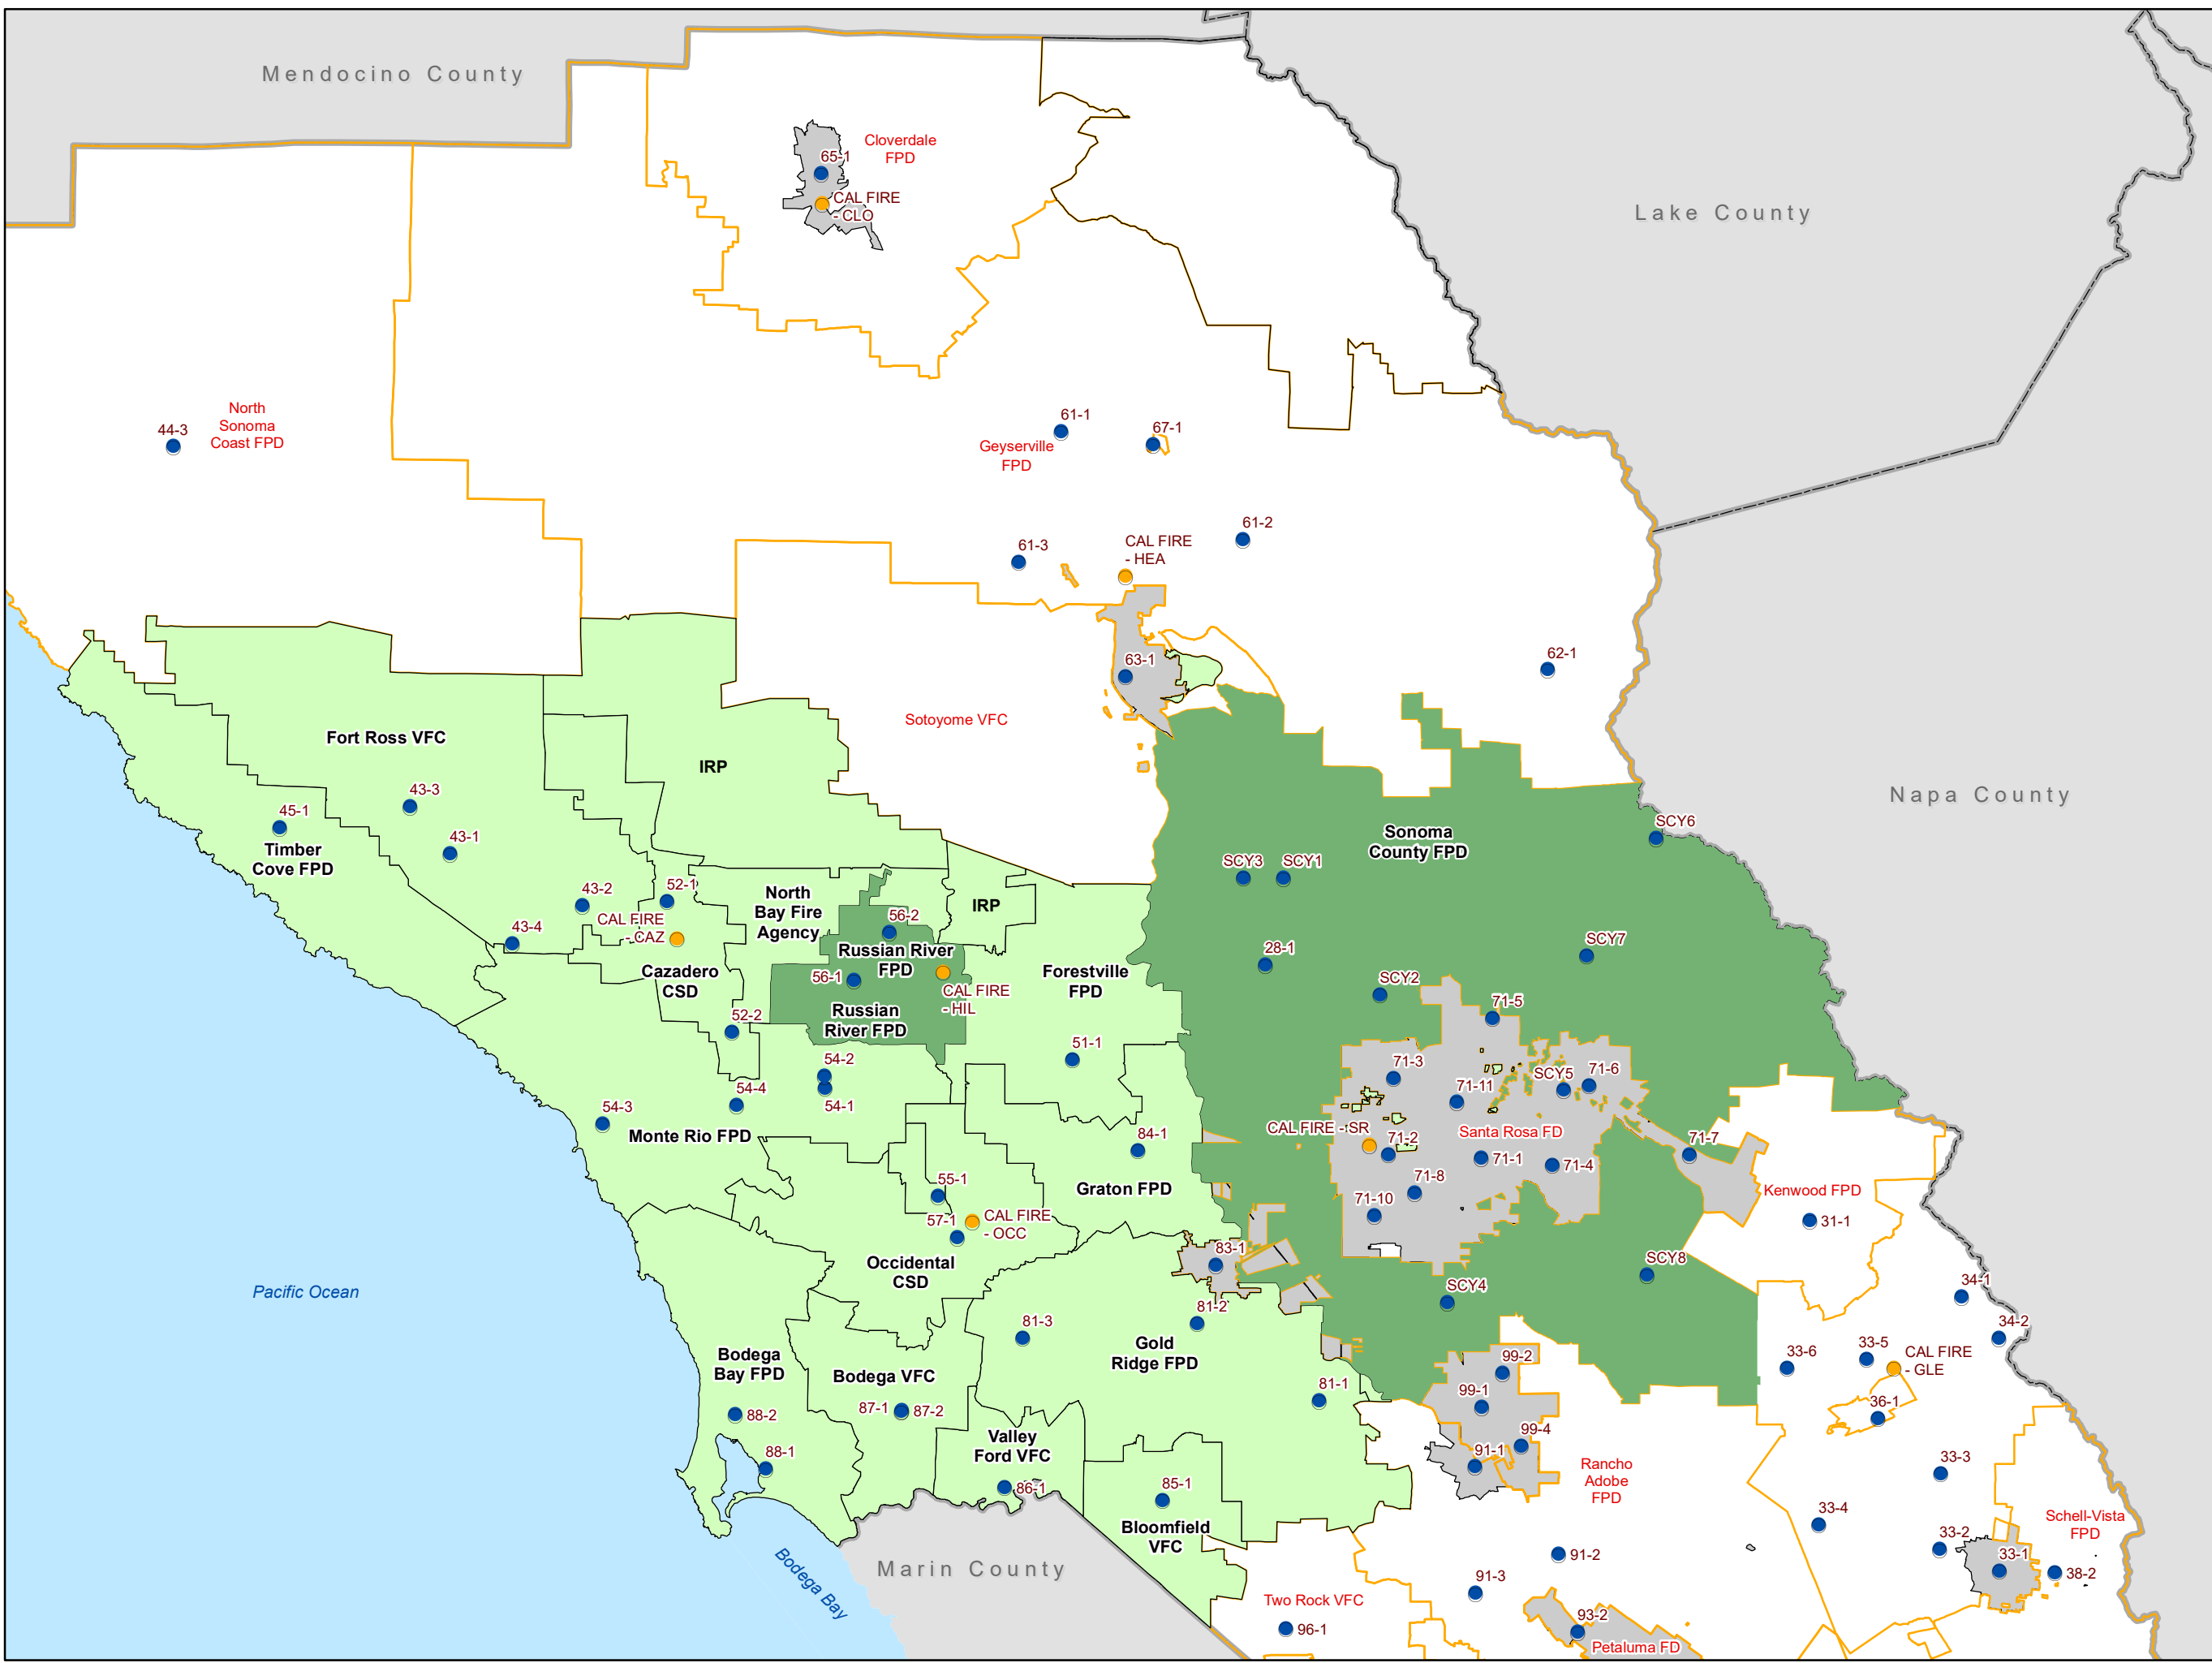 Mendocino County
Cloverdale
FPD
65-1
CAL FIRE
- CLO
Lake County
North
Sonoma
Coast FPD
44-3
61-1
67-1
Geyserville
FPD
61-2
61-3
CAL FIRE
- HEA
63-1
62-1
Sotoyome VFC
Fort Ross VFC
IRP
43-3
45-1
43-1
Timber
Cove FPD
Napa County
Sonoma
County FPD
SCY6
SCY3
SCY1
43-2
52-1
CAL FIRE
- CAZ
43-4
North
Bay Fire
Agency
IRP
56-2
Russian River
FPD
56-1
CAL FIRE
- HIL
Russian
River FPD
Cazadero
CSD
Forestville
FPD
28-1
SCY7
SCY2
71-5
52-2
51-1
54-2
54-1
54-4
54-3
Monte Rio FPD
71-3
71-11
SCY5
71-6
CAL FIRE - SR
71-2
Santa Rosa FD
71-1
71-4
71-7
71-8
71-10
84-1
Graton FPD
Kenwood FPD
31-1
55-1
57-1
CAL FIRE
- OCC
Occidental
CSD
83-1
SCY8
SCY4
34-1
34-2
Pacific Ocean
81-3
81-2
Gold
Ridge FPD
81-1
Bodega
Bay FPD
Bodega VFC
88-2
87-1
87-2
88-1
99-2
99-1
99-4
91-1
33-6
33-5
CAL FIRE
- GLE
36-1
33-3
33-4
33-2
33-1
38-2
Schell-Vista
FPD
Rancho
Adobe
FPD
Valley
Ford VFC
86-1
85-1
Bloomfield
VFC
Marin County
Bodega Bay
91-2
91-3
Two Rock VFC
96-1
93-2
Petaluma FD